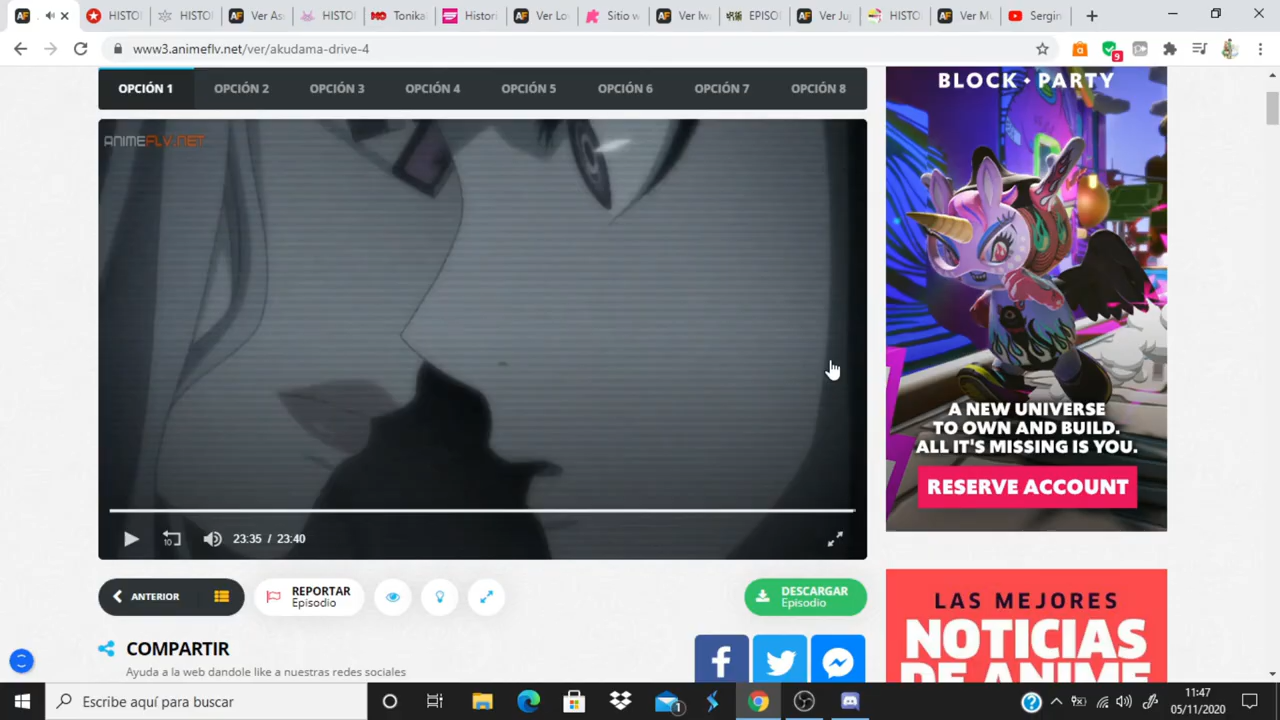 HISTO
HISTO
Ver As
HISTO
Tonika
Histori
Ver Lo
Sitio w
Ver Iw
EPISO
Ver Ju
HISTO
Ver M
Sergin
www3.animeflv.net/ver/akudama-drive-4
9
OPCIÓN 1 OPCIÓN 2 OPCIÓN 3 OPCIÓN 4 OPCIÓN 5 OPCIÓN 6 OPCIÓN 7 OPCIÓN 8
ANIMEFLV.NET
10
23:35 / 23:40
ANTERIOR
REPORTAR
Episodio
DESCARGAR
Episodio
COMPARTIR
Ayuda a la web dandole like a nuestras redes sociales
BLOCK PARTY
A NEW UNIVERSE
TO OWN AND BUILD.
ALL IT'S MISSING IS YOU.
RESERVE ACCOUNT
LAS MEJORES
NOTICIAS
DE ANIME
Escribe aquí para buscar
1
11:47
05/11/2020